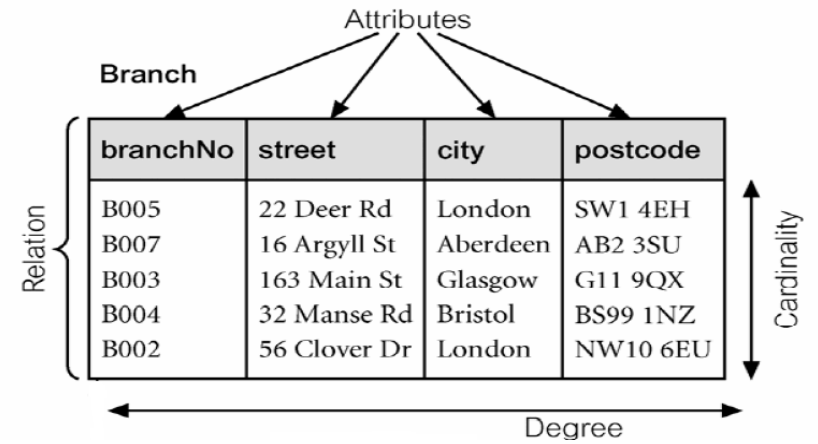 Attributes
Branch
branchNo street city postcode
B005 22 Deer Rd London SW1 4EH
B007 16 Argyll St Aberdeen AB2 3SU
B003 163 Main St Glasgow G11 9QX
B004 32 Manse Rd Bristol BS99 1NZ
B002 56 Clover Dr London NW10 6EU
Relation
Cardinality
Degree